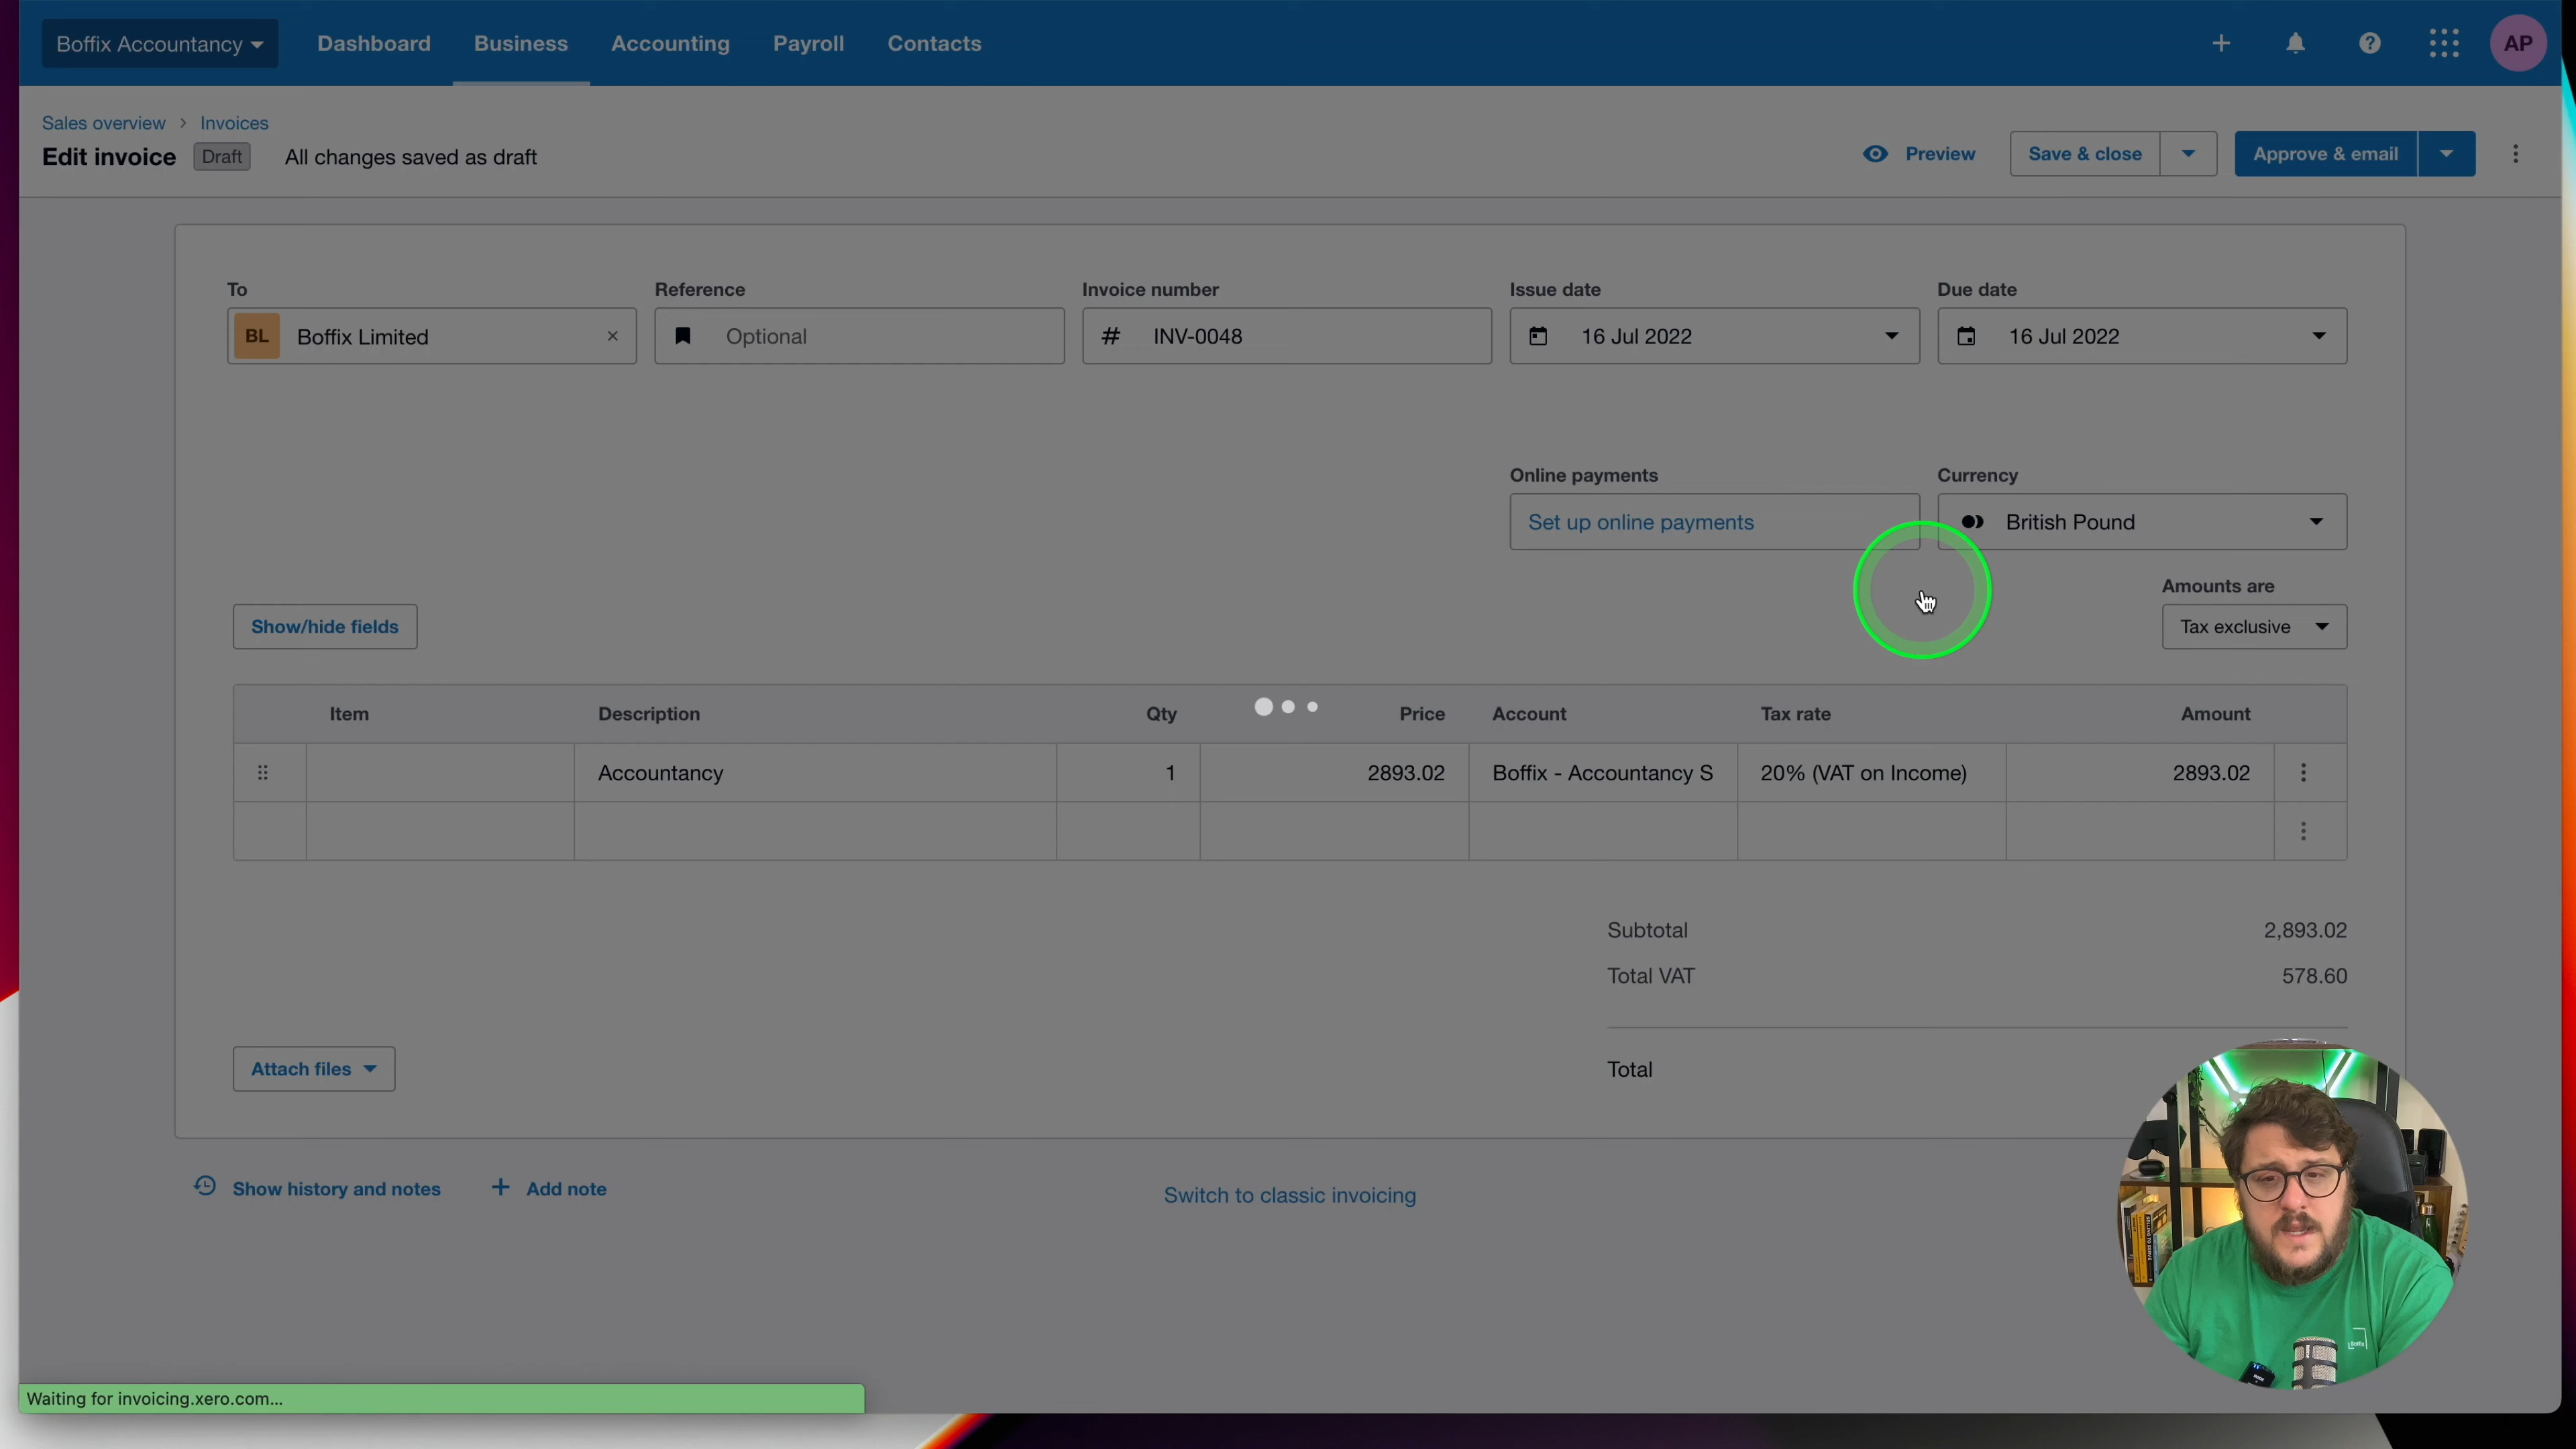 Boffix Accountancy Dashboard Business Accounting Payroll Contacts AP
Sales overview > Invoices
Edit invoice Draft All changes saved as draft Preview Save & close Approve & email
To Reference Invoice number Issue date Due date
BL Boffix Limited × Optional # INV-0048 16 Jul 2022 16 Jul 2022
Online payments Currency
Set up online payments British Pound
Amounts are
Show/hide fields Tax exclusive
Item Description Qty Price Account Tax rate Amount
Accountancy 1 2893.02 Boffix - Accountancy S 20% (VAT on Income) 2893.02
Subtotal 2,893.02
Total VAT 578.60
Attach files Total
Show history and notes + Add note Switch to classic invoicing
Waiting for invoicing.xero.com...